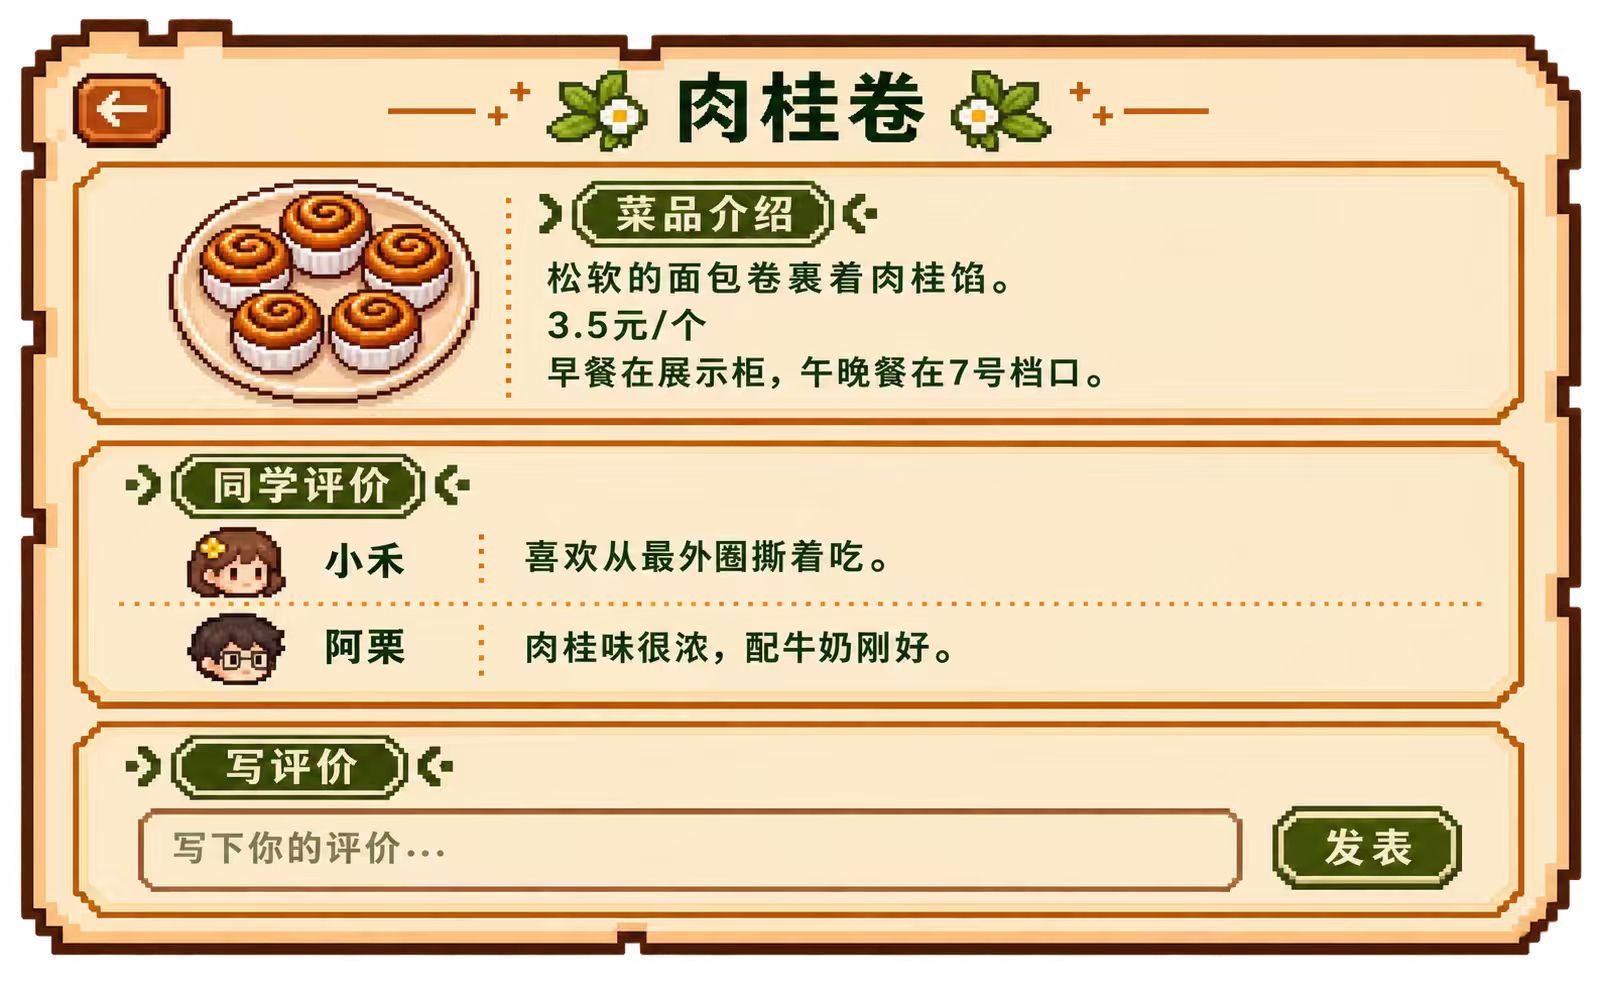 肉桂卷
菜品介绍
松软的面包卷裹着肉桂馅。
3.5元/个
早餐在展示柜，午晚餐在7号档口。
同学评价
小禾 喜欢从最外圈撕着吃。
阿栗 肉桂味很浓，配牛奶刚好。
写评价
写下你的评价...
发表